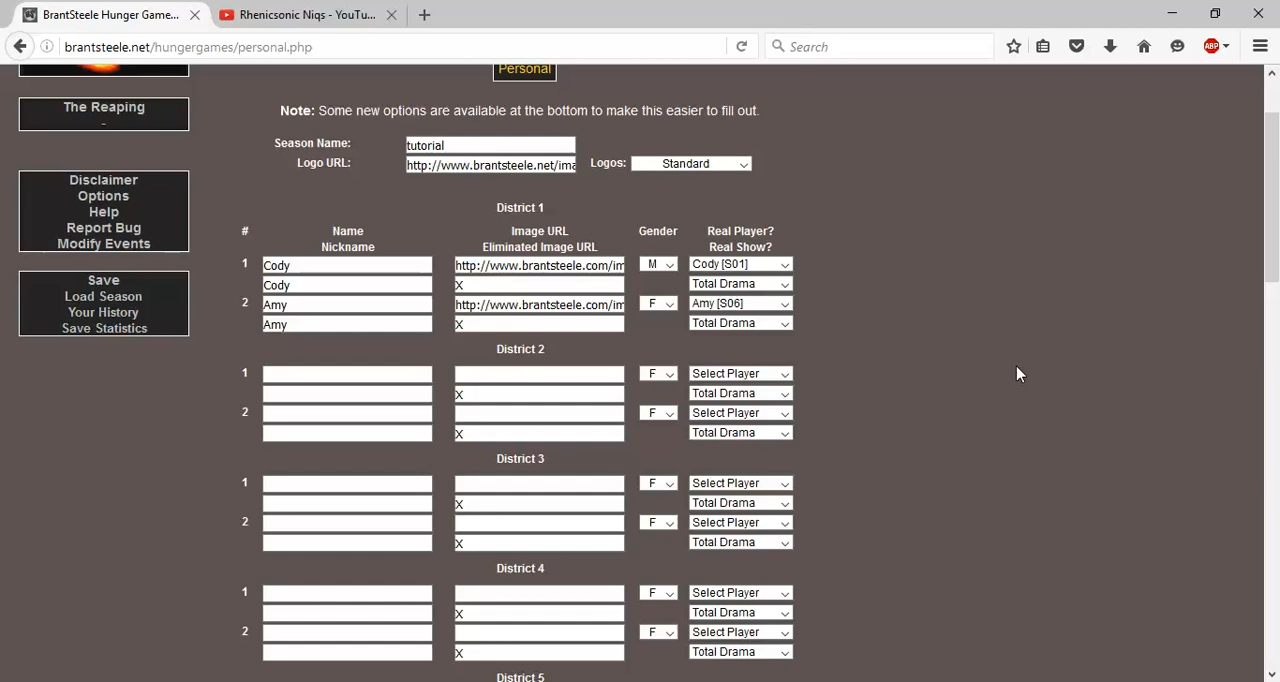 BrantSteele Hunger Game...
Rhenicsonic Niqs - YouTu...
brantsteele.net/hungergames/personal.php
Search
ABP
Personal
The Reaping
-
Note: Some new options are available at the bottom to make this easier to fill out.
Season Name: tutorial
Logo URL: http://www.brantsteele.net/ima Logos: Standard
Disclaimer
Options
Help
Report Bug
Modify Events
Save
Load Season
Your History
Save Statistics
District 1
# Name Image URL Gender Real Player?
Nickname Eliminated Image URL Real Show?
1 Cody http://www.brantsteele.com/im M Cody [S01]
Cody X Total Drama
2 Amy http://www.brantsteele.com/im F Amy [S06]
Amy X Total Drama
District 2
1 F Select Player
X Total Drama
2 F Select Player
X Total Drama
District 3
1 F Select Player
X Total Drama
2 F Select Player
X Total Drama
District 4
1 F Select Player
X Total Drama
2 F Select Player
X Total Drama
District 5